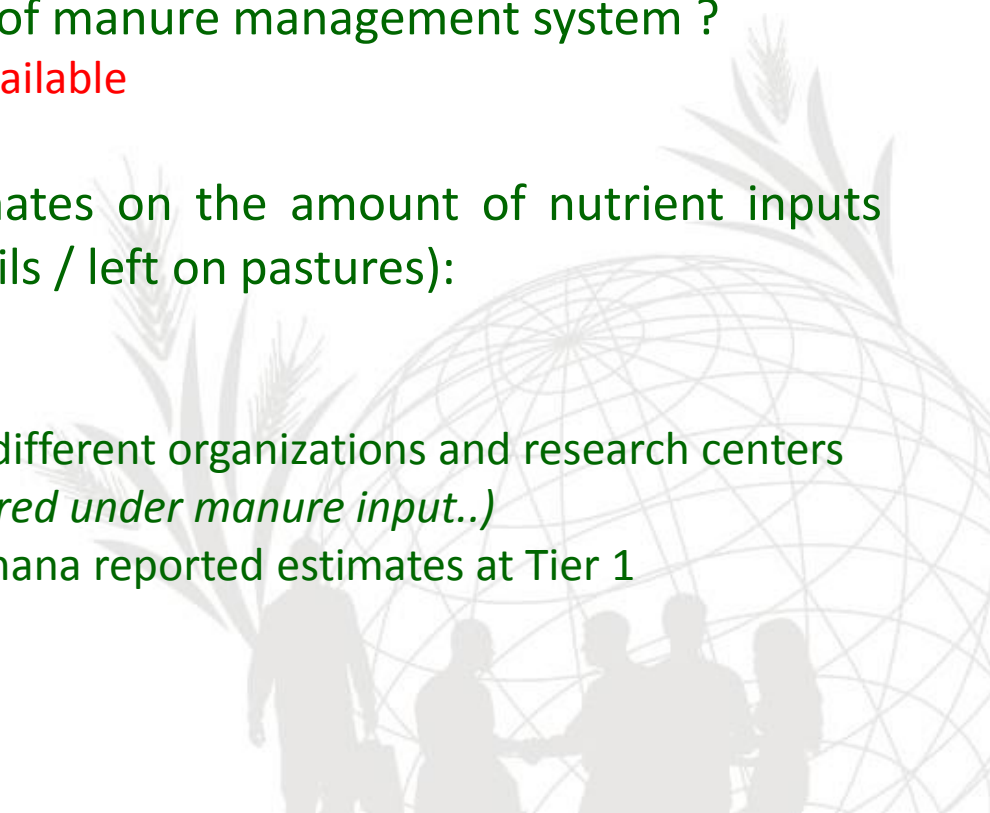 of manure management system ?
ailable
ates on the amount of nutrient inputs
ils / left on pastures):
different organizations and research centers
red under manure input..)
hana reported estimates at Tier 1